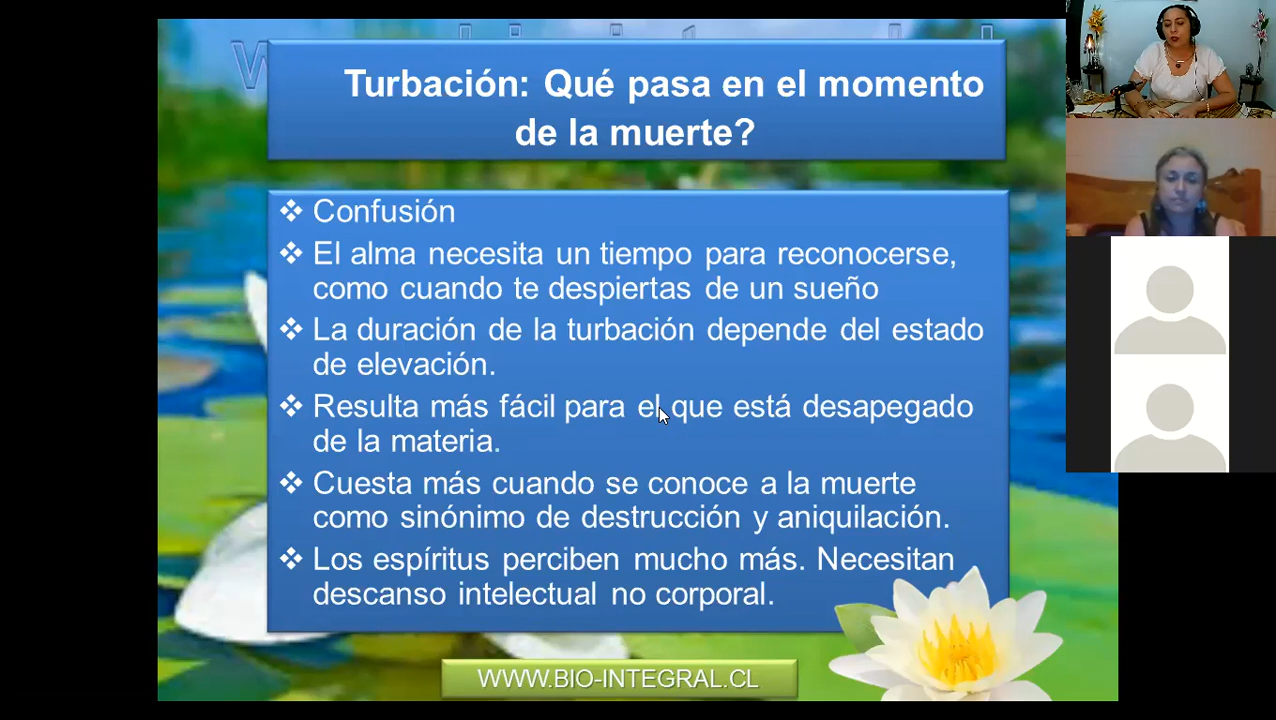 Turbación: Qué pasa en el momento
de la muerte?
❖ Confusión
❖ El alma necesita un tiempo para reconocerse,
como cuando te despiertas de un sueño
❖ La duración de la turbación depende del estado
de elevación.
❖ Resulta más fácil para el que está desapegado
de la materia.
❖ Cuesta más cuando se conoce a la muerte
como sinónimo de destrucción y aniquilación.
❖ Los espíritus perciben mucho más. Necesitan
descanso intelectual no corporal.
WWW.BIO-INTEGRAL.CL